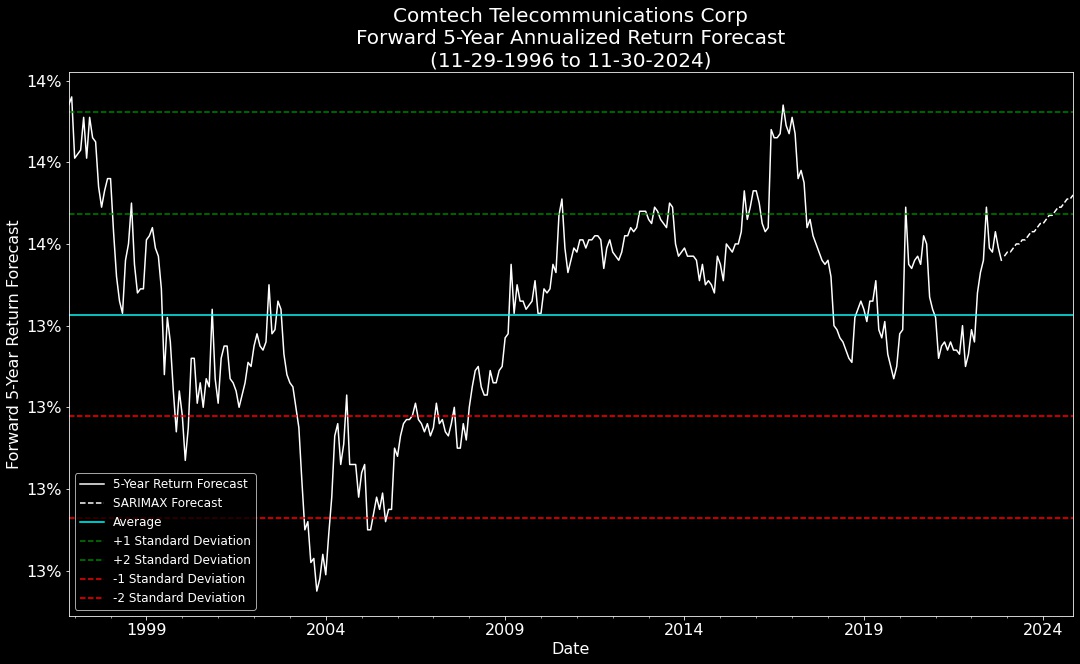 Comtech Telecommunications Corp
Forward 5-Year Annualized Return Forecast
(11-29-1996 to 11-30-2024)
14%
14%
14%
13%
13%
13%
13%
Forward 5-Year Return Forecast
5-Year Return Forecast
SARIMAX Forecast
Average
+1 Standard Deviation
+2 Standard Deviation
-1 Standard Deviation
-2 Standard Deviation
1999
2004
2009
2014
2019
2024
Date